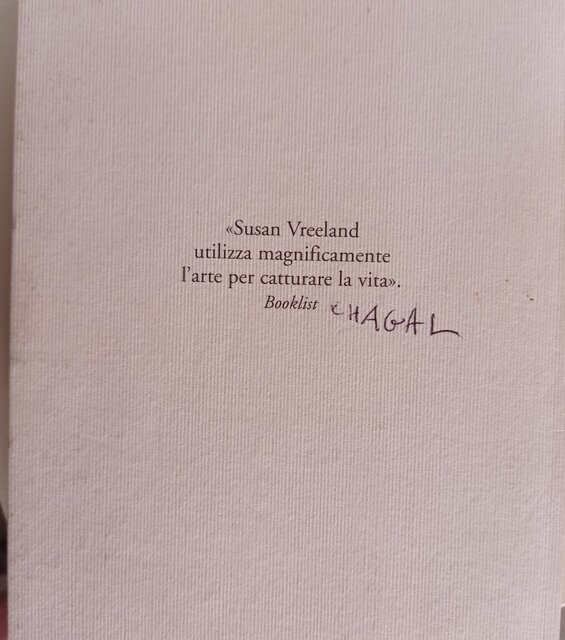 «Susan Vreeland
utilizza magnificamente
l'arte per catturare la vita».
Booklist CHAGAL